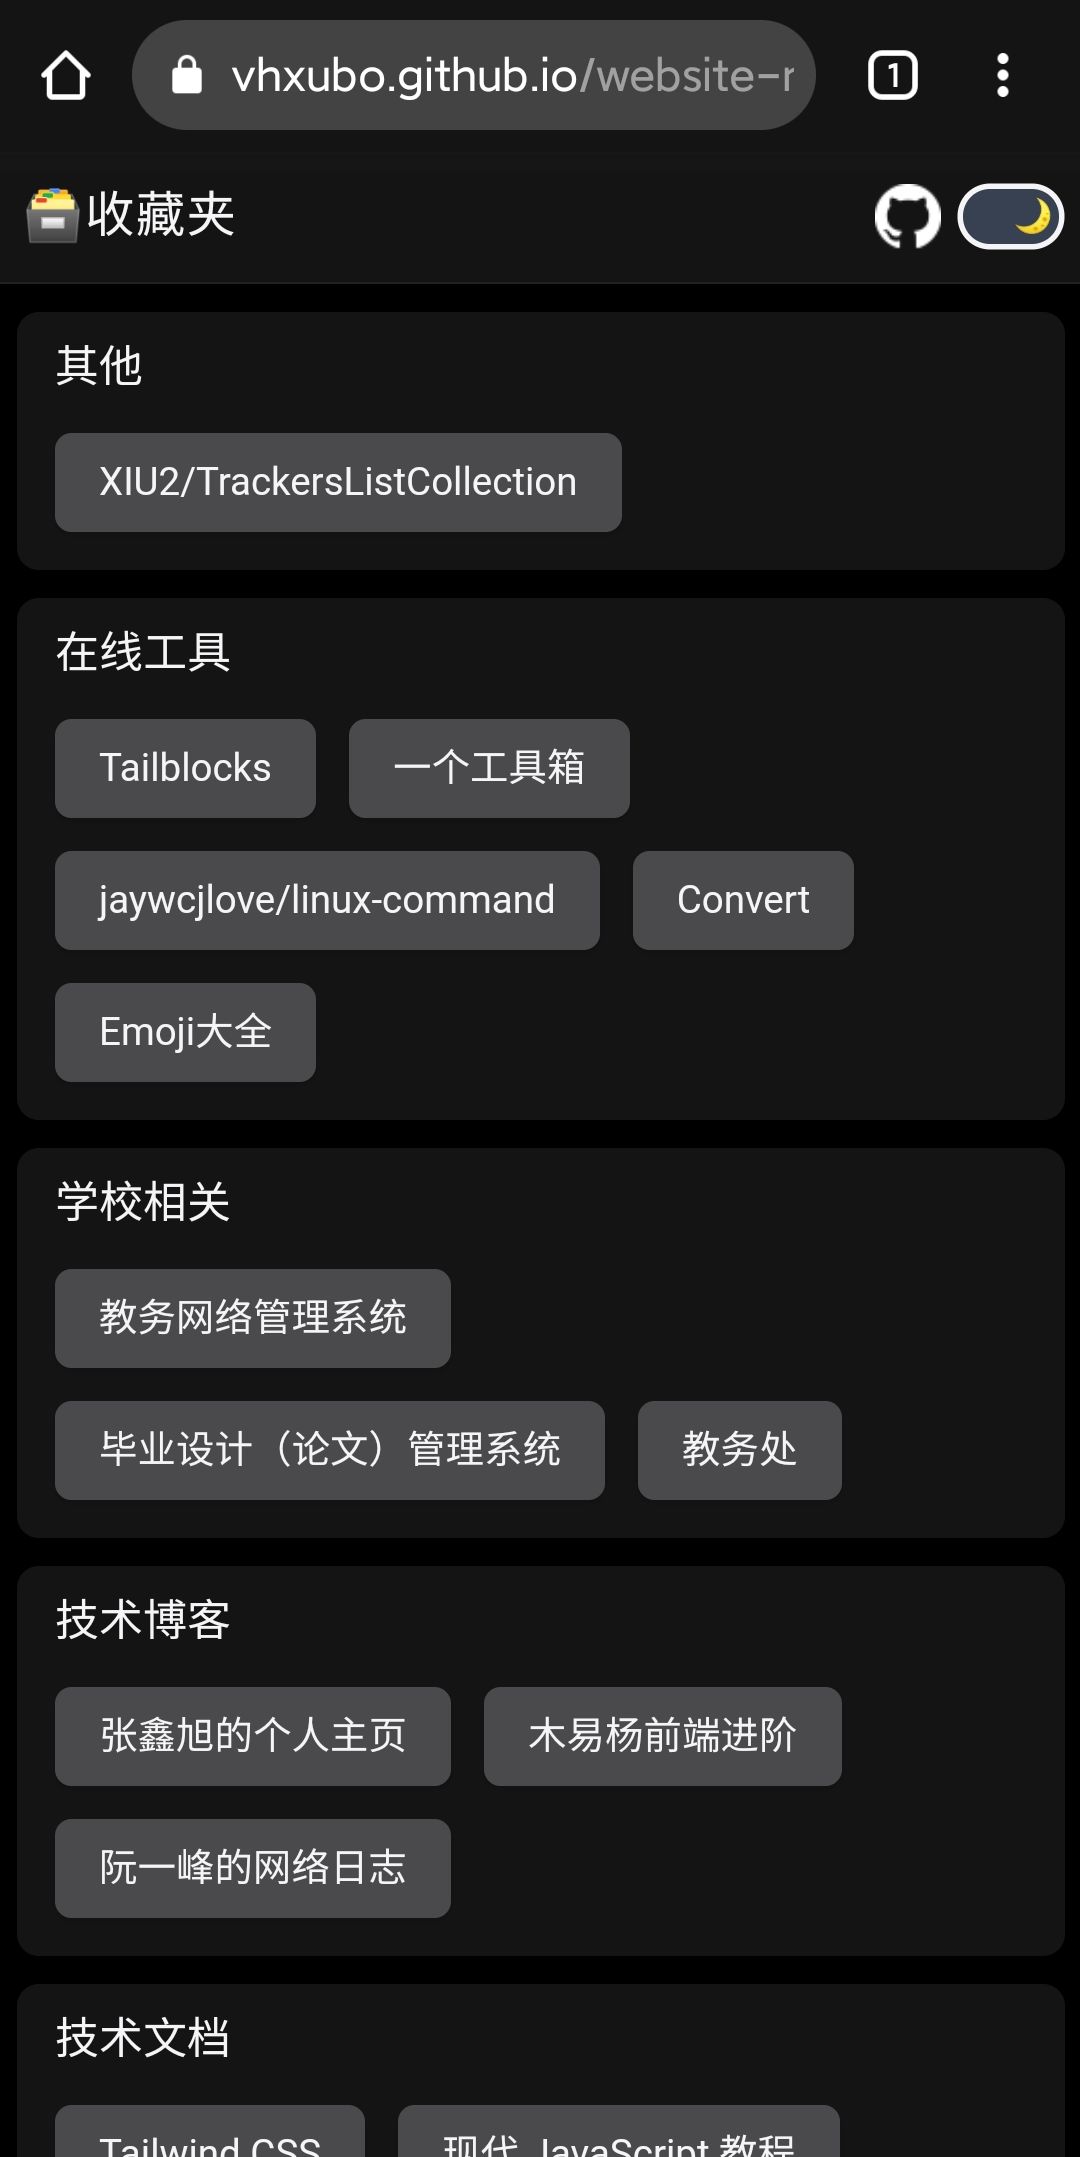 vhxubo.github.io/website-r
1
收藏夹
其他
XIU2/TrackersListCollection
在线工具
Tailblocks
一个工具箱
jaywcjlove/linux-command
Convert
Emoji大全
学校相关
教务网络管理系统
毕业设计（论文）管理系统
教务处
技术博客
张鑫旭的个人主页
木易杨前端进阶
阮一峰的网络日志
技术文档
Tailwind CSS
现代 JavaScript 教程